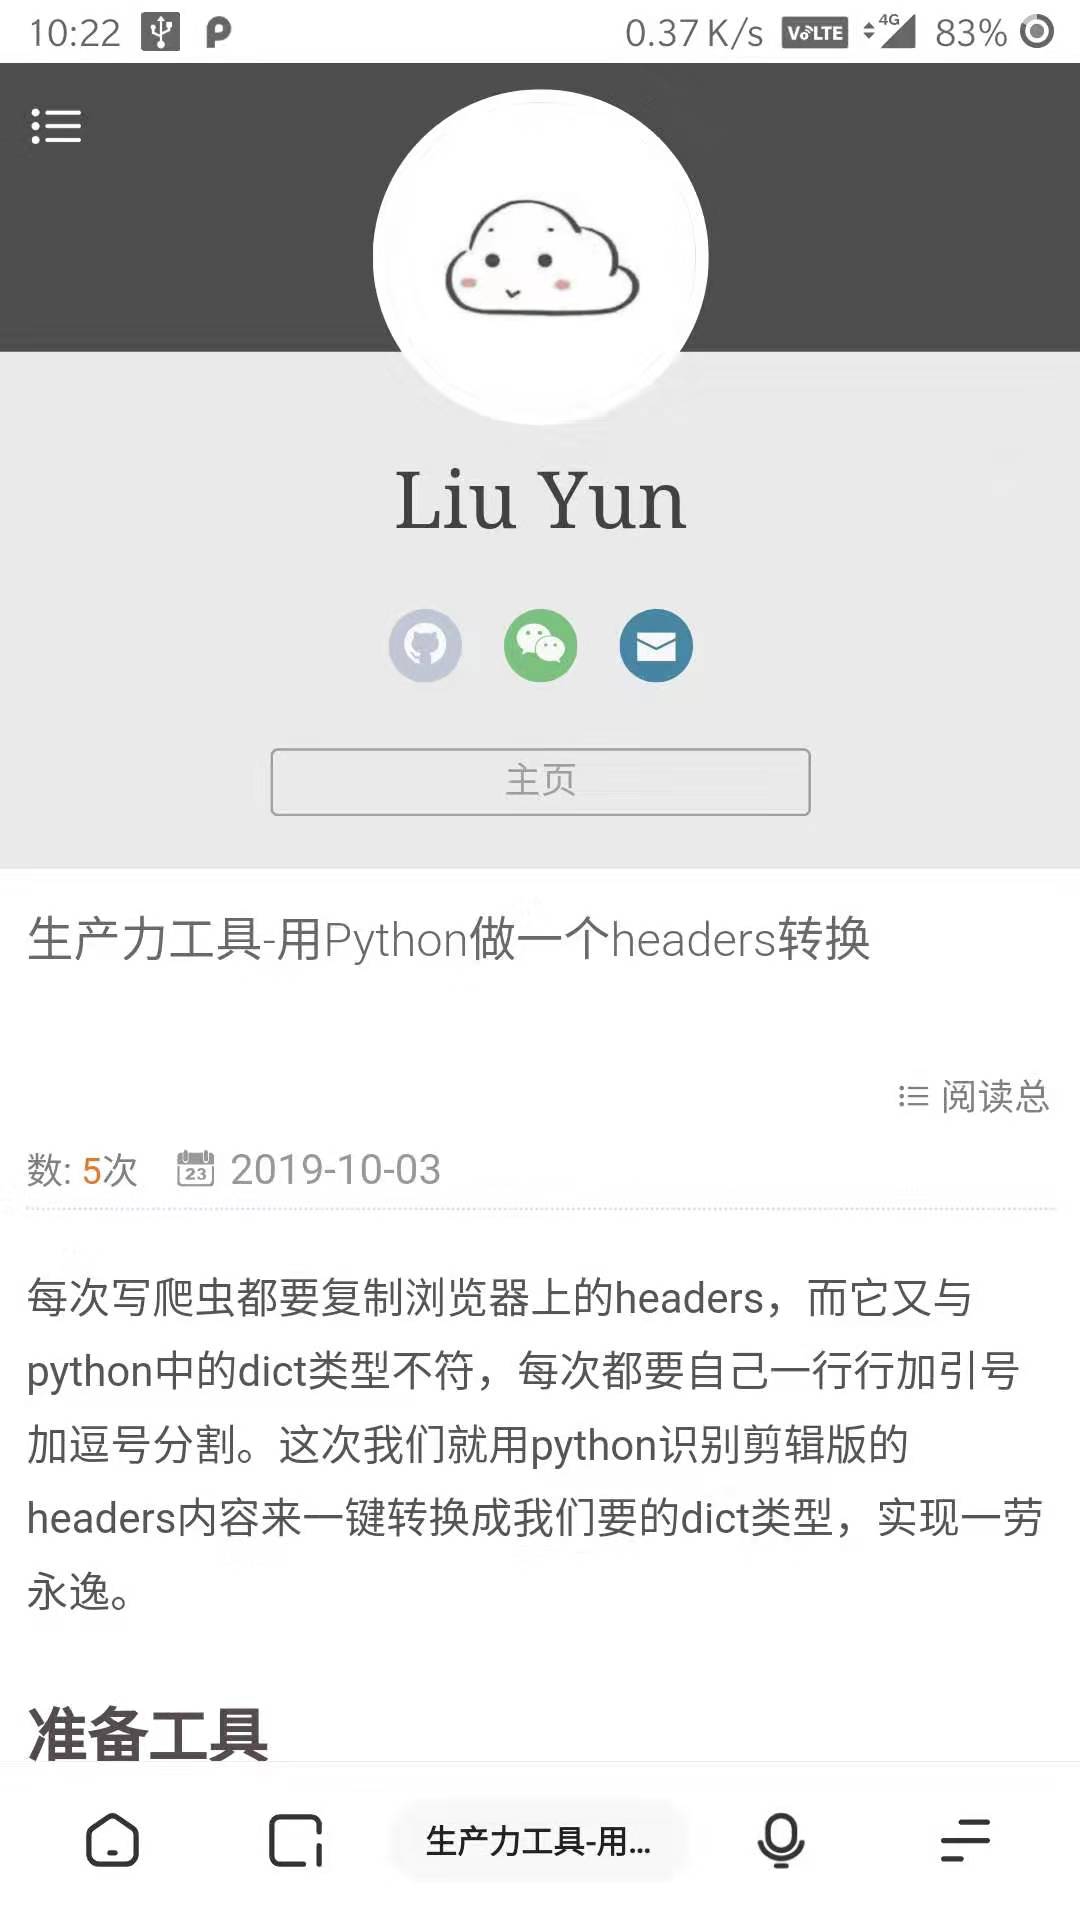 10:22 0.37 K/s VoLTE 4G 83%
Liu Yun
主页
生产力工具-用Python做一个headers转换
阅读总
数: 5次 23 2019-10-03
每次写爬虫都要复制浏览器上的headers，而它又与
python中的dict类型不符，每次都要自己一行行加引号
加逗号分割。这次我们就用python识别剪辑版的
headers内容来一键转换成我们要的dict类型，实现一劳
永逸。
准备工具
生产力工具-用...